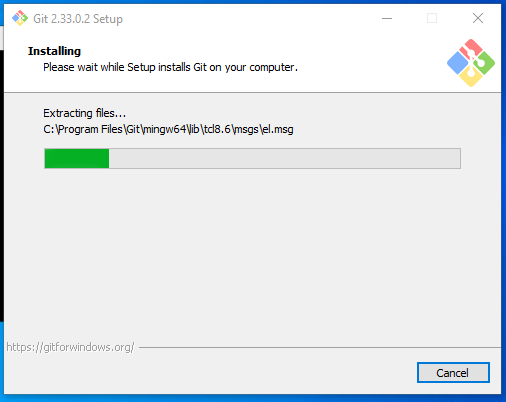 Git 2.33.0.2 Setup
Installing
Please wait while Setup installs Git on your computer.
Extracting files...
C:\Program Files\Git\mingw64\lib\tcl8.6\msgs\el.msg
https://gitforwindows.org/
Cancel